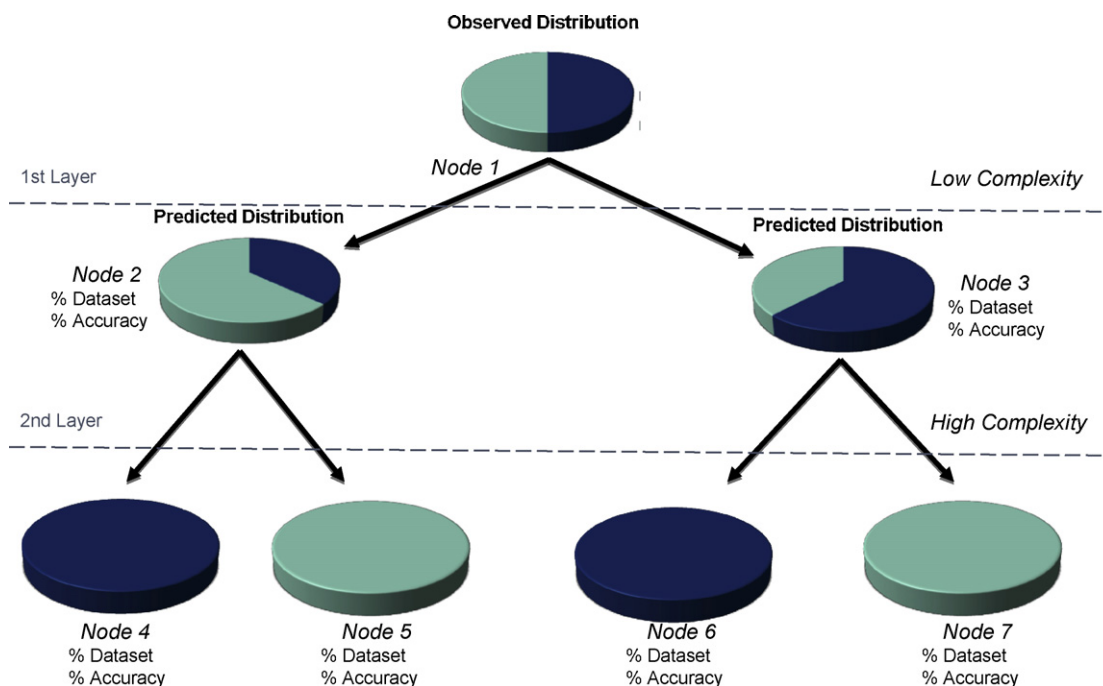 Observed Distribution
Node 1
1st Layer
Low Complexity
Predicted Distribution
Predicted Distribution
Node 2
% Dataset
% Accuracy
Node 3
% Dataset
% Accuracy
2nd Layer
High Complexity
Node 4
% Dataset
% Accuracy
Node 5
% Dataset
% Accuracy
Node 6
% Dataset
% Accuracy
Node 7
% Dataset
% Accuracy